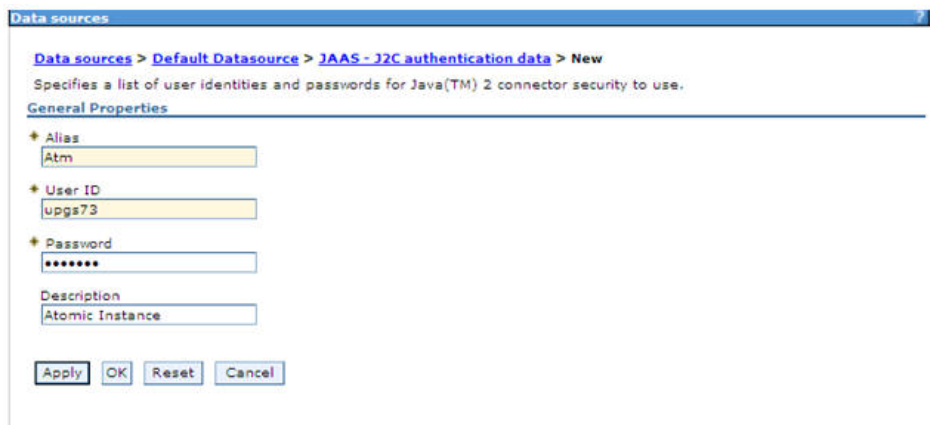 Data sources ?
Data sources > Default Datasource > JAAS - J2C authentication data > New
Specifies a list of user identities and passwords for Java(TM) 2 connector security to use.
General Properties
Alias
Atm
User ID
upgs73
Password
•••••••
Description
Atomic Instance
Apply OK Reset Cancel